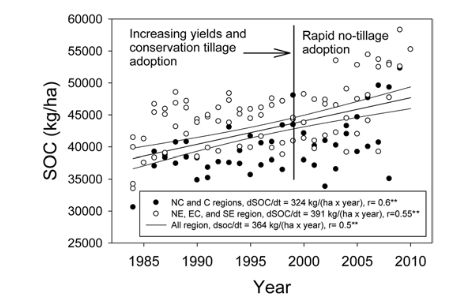 60000
55000
50000
45000
40000
35000
30000
25000
SOC (kg/ha)
Increasing yields and
conservation tillage
adoption
Rapid no-tillage
adoption
NC and C regions, dSOC/dt = 324 kg/(ha x year), r= 0.6**
NE, EC, and SE region, dSOC/dt = 391 kg/(ha x year), r=0.55**
All region, dsoc/dt = 364 kg/(ha x year), r= 0.5**
1985 1990 1995 2000 2005 2010
Year